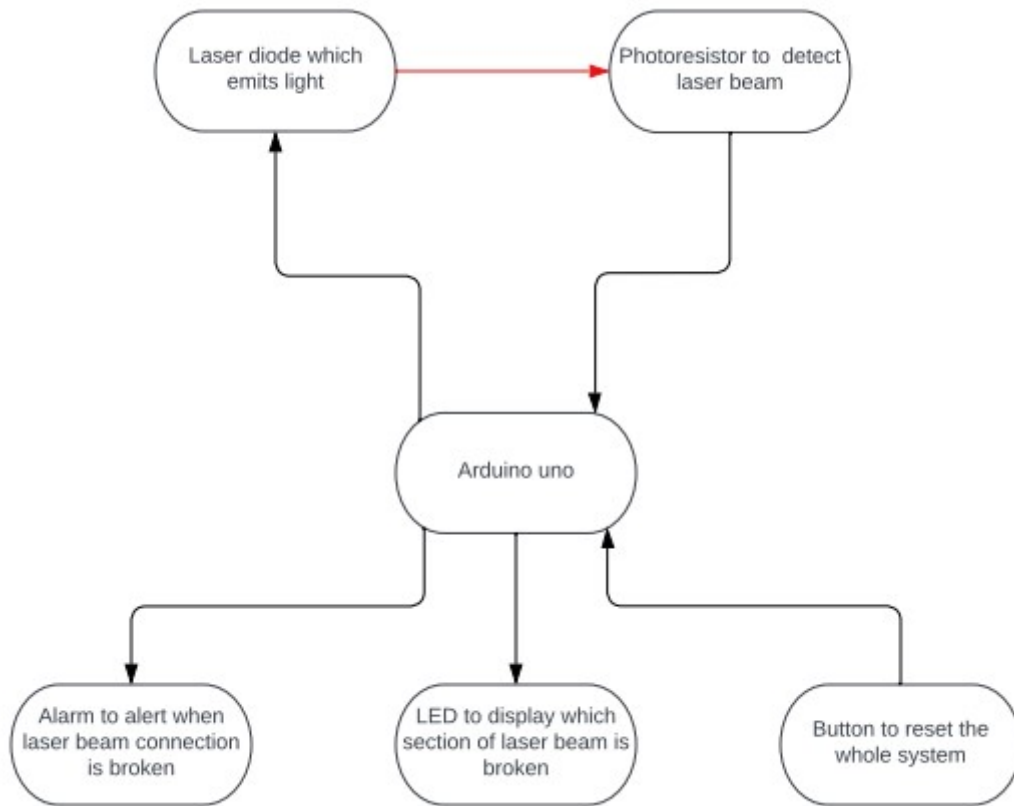 Laser diode which
emits light
Photoresistor to detect
laser beam
Arduino uno
Alarm to alert when
laser beam connection
is broken
LED to display which
section of laser beam is
broken
Button to reset the
whole system